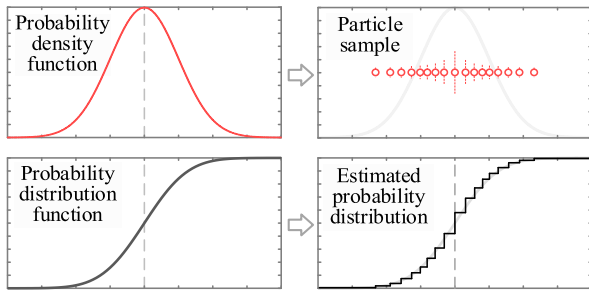 Probability
density
function
Particle
sample
Probability
distribution
function
Estimated
probability
distribution